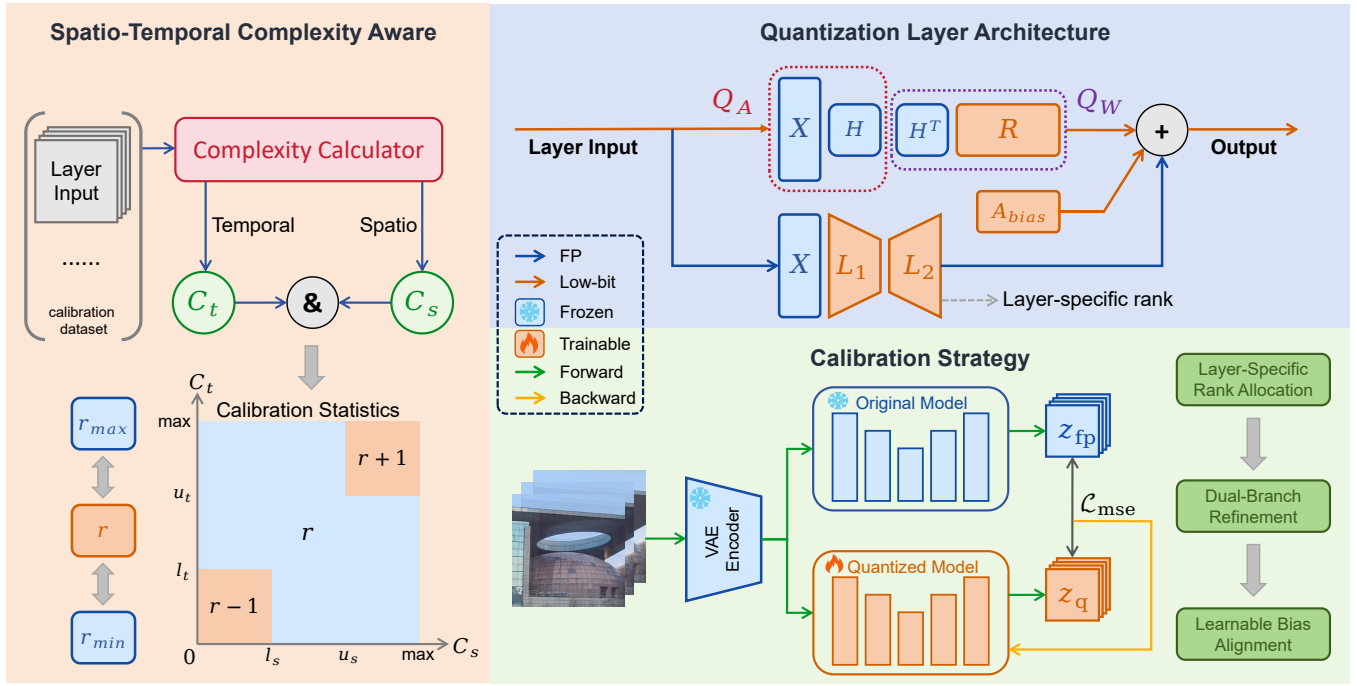 Spatio-Temporal Complexity Aware
Layer
Input
......
calibration
dataset
Complexity Calculator
Temporal
Spatio
C_t
&
C_s
r_max
r
r_min
C_t
Calibration Statistics
max
r + 1
u_t
r
l_t
r − 1
0
l_s
u_s
max
C_s
Quantization Layer Architecture
Layer Input
Q_A
X
H
H^T
R
Q_W
+
Output
A_bias
X
L_1
L_2
Layer-specific rank
FP
Low-bit
Frozen
Trainable
Forward
Backward
Calibration Strategy
VAE
Encoder
Original Model
z_fp
ℒ_mse
Quantized Model
z_q
Layer-Specific
Rank Allocation
Dual-Branch
Refinement
Learnable Bias
Alignment